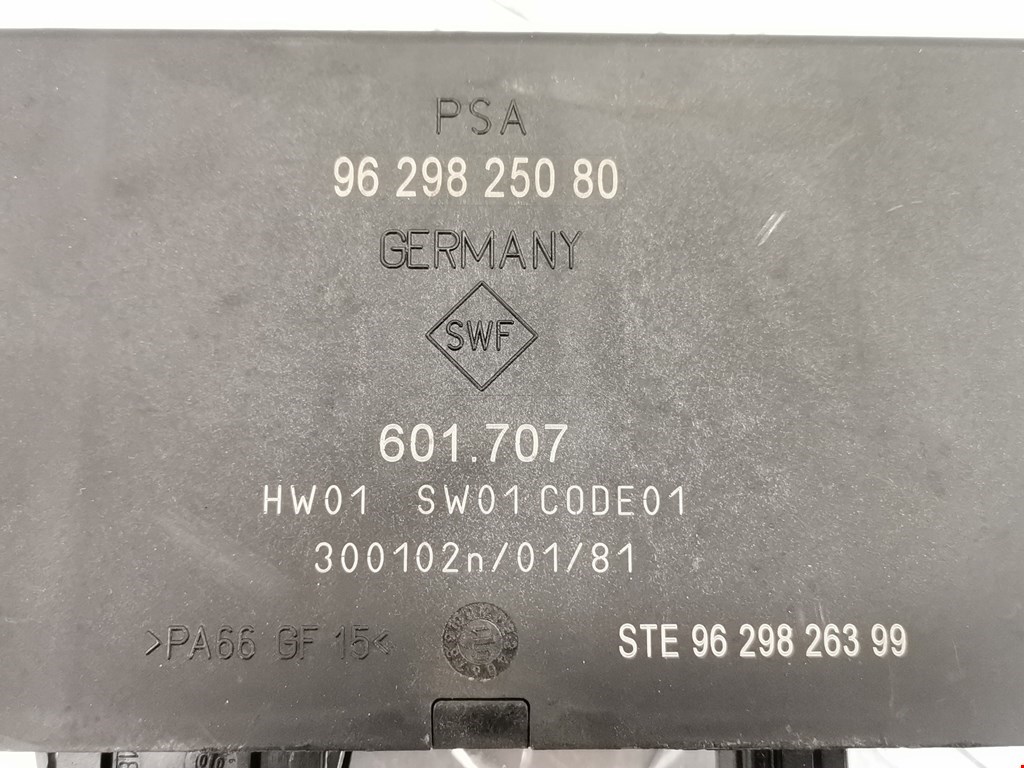 PSA
96 298 250 80
GERMANY
SWF
601.707
HW01 SW01 CODE01
300102n/01/81
>PA66 GF 15<
STE 96 298 263 99